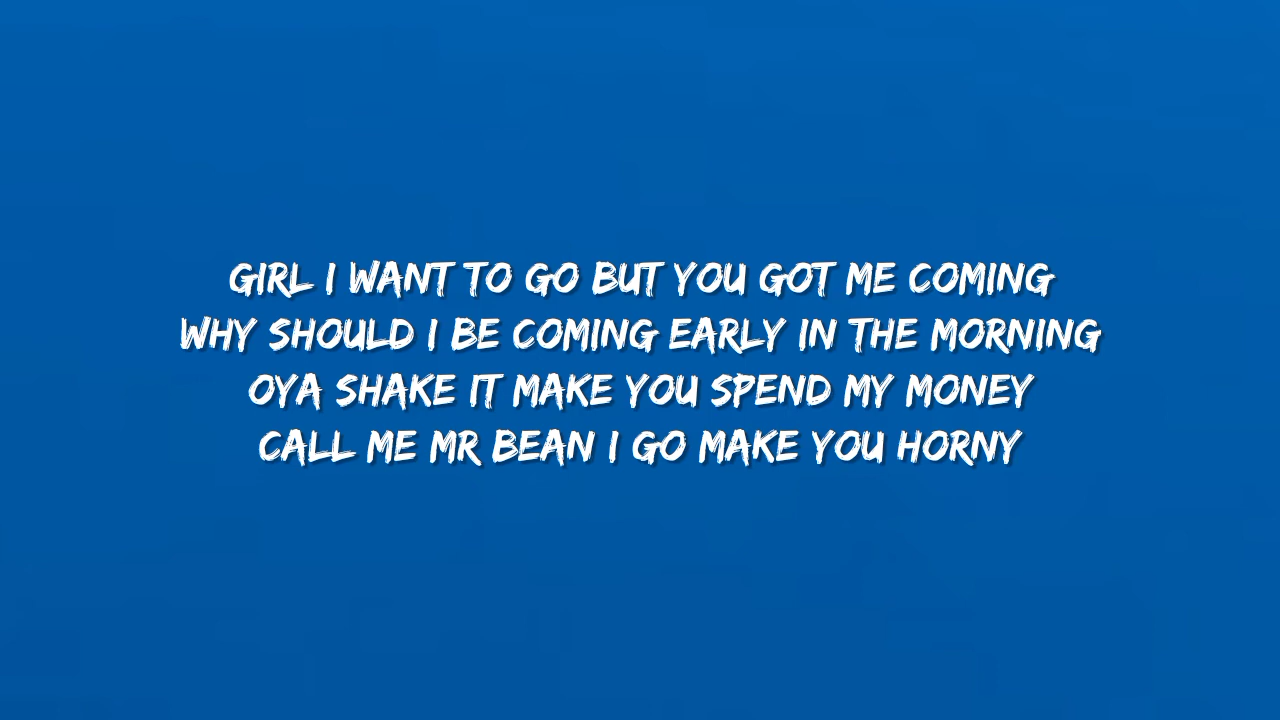 GIRL I WANT TO GO BUT YOU GOT ME COMING
WHY SHOULD I BE COMING EARLY IN THE MORNING
OYA SHAKE IT MAKE YOU SPEND MY MONEY
CALL ME MR BEAN I GO MAKE YOU HORNY